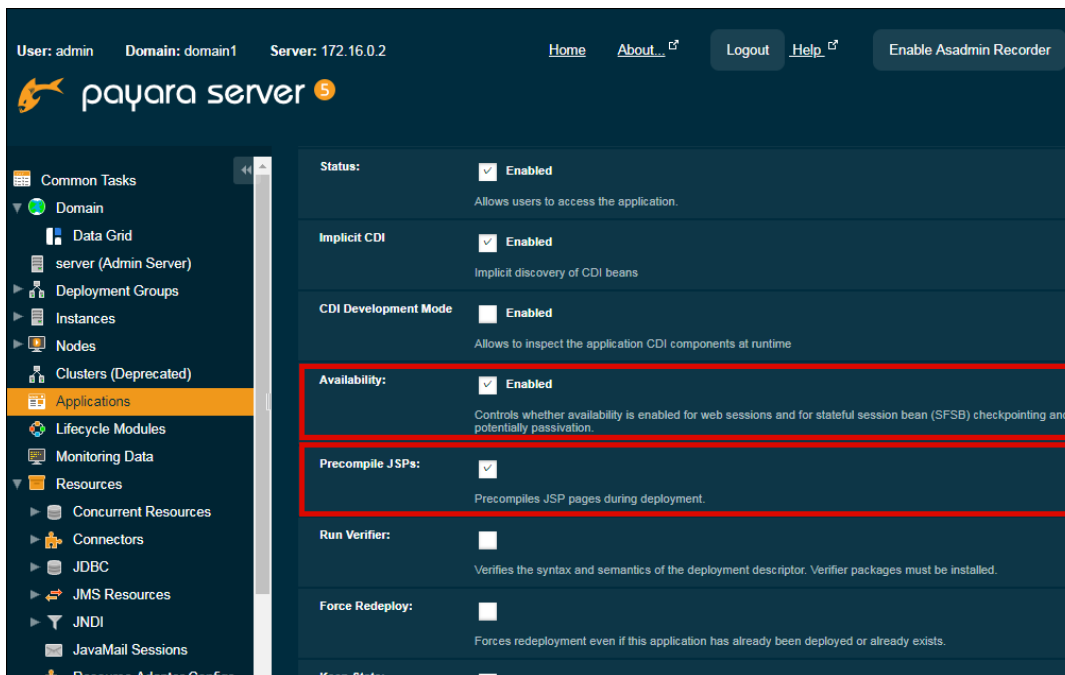 User: admin Domain: domain1 Server: 172.16.0.2 Home About... Logout Help Enable Asadmin Recorder
payara server 5
Common Tasks
Domain
Data Grid
server (Admin Server)
Deployment Groups
Instances
Nodes
Clusters (Deprecated)
Applications
Lifecycle Modules
Monitoring Data
Resources
Concurrent Resources
Connectors
JDBC
JMS Resources
JNDI
JavaMail Sessions
Status: Enabled
Allows users to access the application.
Implicit CDI Enabled
Implicit discovery of CDI beans
CDI Development Mode Enabled
Allows to inspect the application CDI components at runtime
Availability: Enabled
Controls whether availability is enabled for web sessions and for stateful session bean (SFSB) checkpointing and
potentially passivation.
Precompile JSPs:
Precompiles JSP pages during deployment.
Run Verifier:
Verifies the syntax and semantics of the deployment descriptor. Verifier packages must be installed.
Force Redeploy:
Forces redeployment even if this application has already been deployed or already exists.